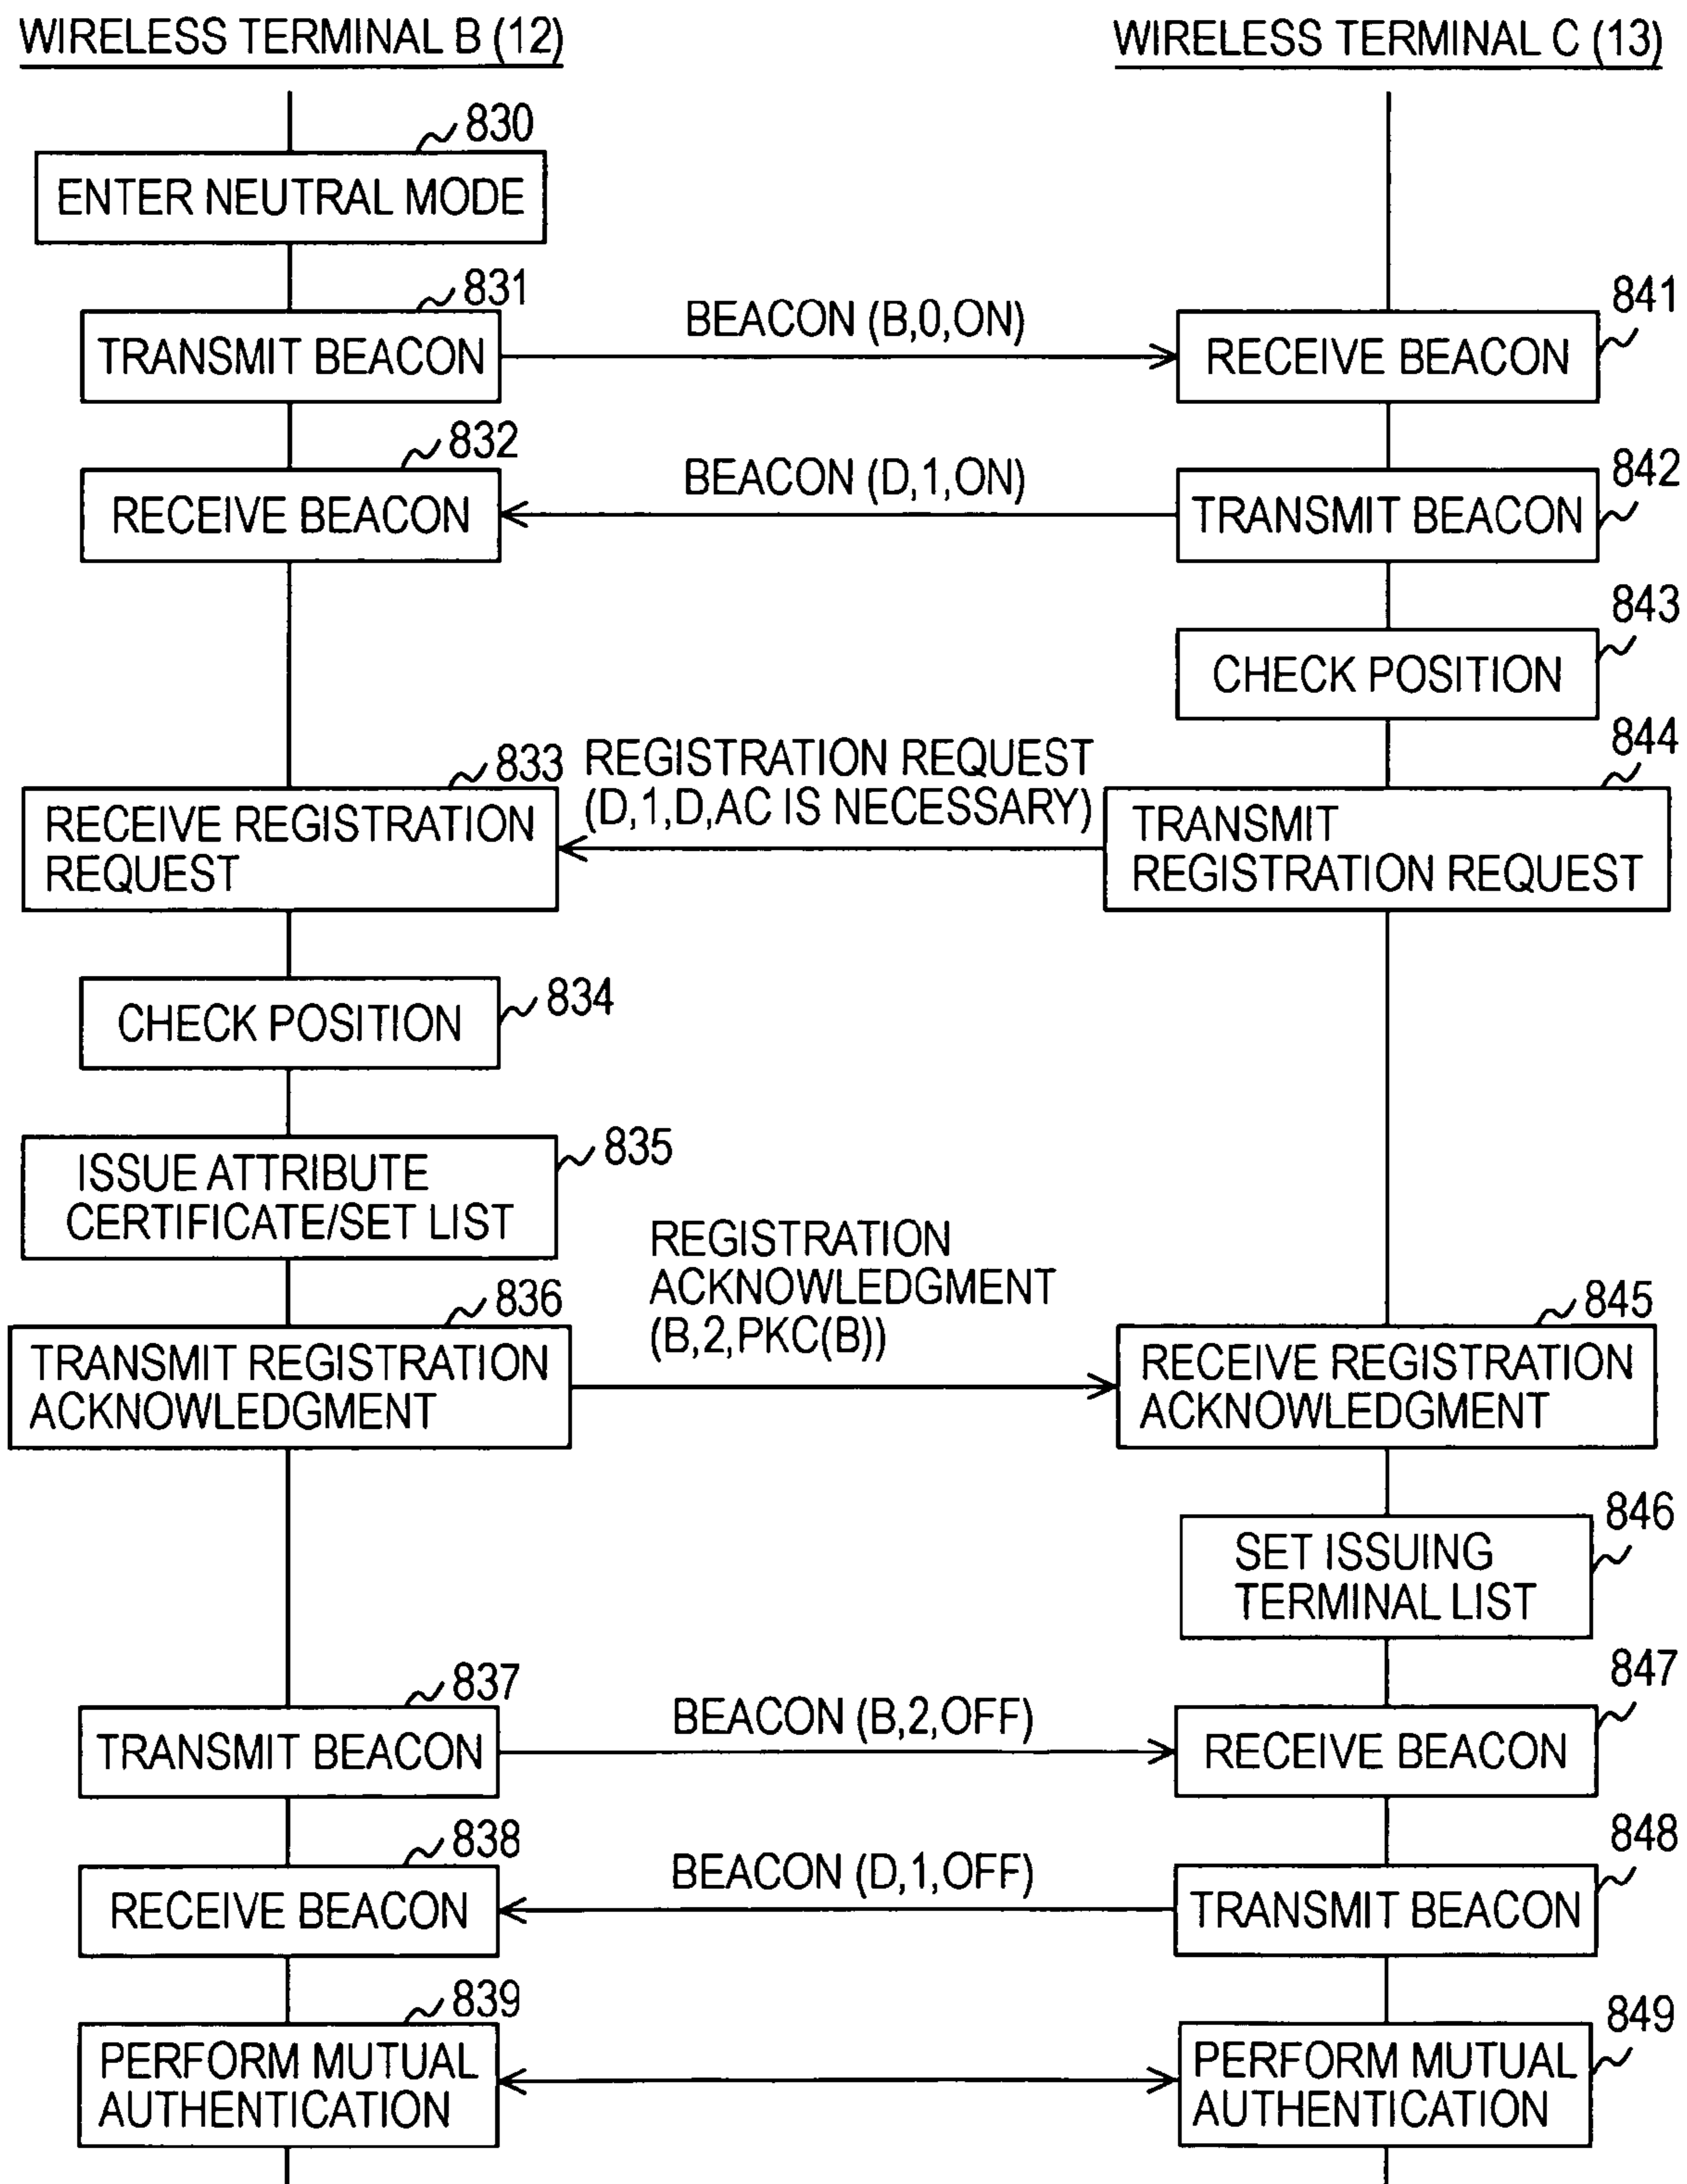 WIRELESS TERMINAL B (12)
WIRELESS TERMINAL C (13)
830
ENTER NEUTRAL MODE
831
TRANSMIT BEACON
BEACON (B,0,ON)
841
RECEIVE BEACON
832
RECEIVE BEACON
BEACON (D,1,ON)
842
TRANSMIT BEACON
843
CHECK POSITION
833
RECEIVE REGISTRATION
REQUEST
REGISTRATION REQUEST
(D,1,D,AC IS NECESSARY)
844
TRANSMIT
REGISTRATION REQUEST
834
CHECK POSITION
835
ISSUE ATTRIBUTE
CERTIFICATE/SET LIST
836
TRANSMIT REGISTRATION
ACKNOWLEDGMENT
REGISTRATION
ACKNOWLEDGMENT
(B,2,PKC(B))
845
RECEIVE REGISTRATION
ACKNOWLEDGMENT
846
SET ISSUING
TERMINAL LIST
837
TRANSMIT BEACON
BEACON (B,2,OFF)
847
RECEIVE BEACON
838
RECEIVE BEACON
BEACON (D,1,OFF)
848
TRANSMIT BEACON
839
PERFORM MUTUAL
AUTHENTICATION
849
PERFORM MUTUAL
AUTHENTICATION